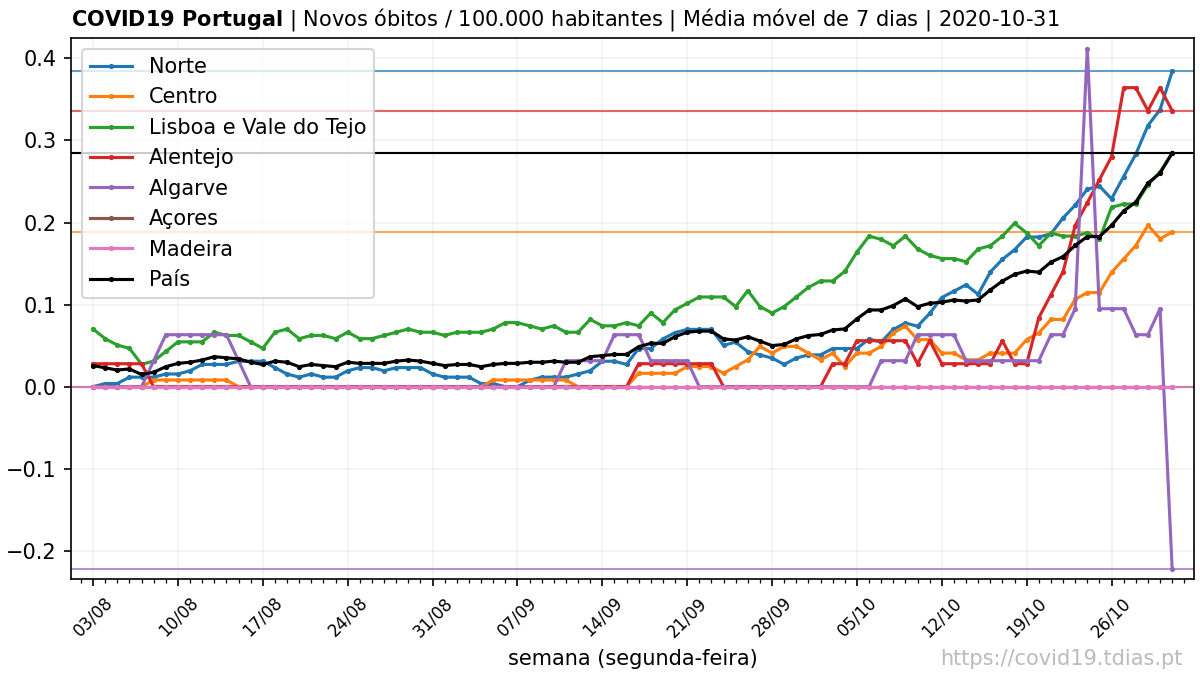 COVID19 Portugal | Novos óbitos / 100.000 habitantes | Média móvel de 7 dias | 2020-10-31
Norte
Centro
Lisboa e Vale do Tejo
Alentejo
Algarve
Açores
Madeira
País
0.4
0.3
0.2
0.1
0.0
−0.1
−0.2
03/08
10/08
17/08
24/08
31/08
07/09
14/09
21/09
28/09
05/10
12/10
19/10
26/10
semana (segunda-feira)
https://covid19.tdias.pt